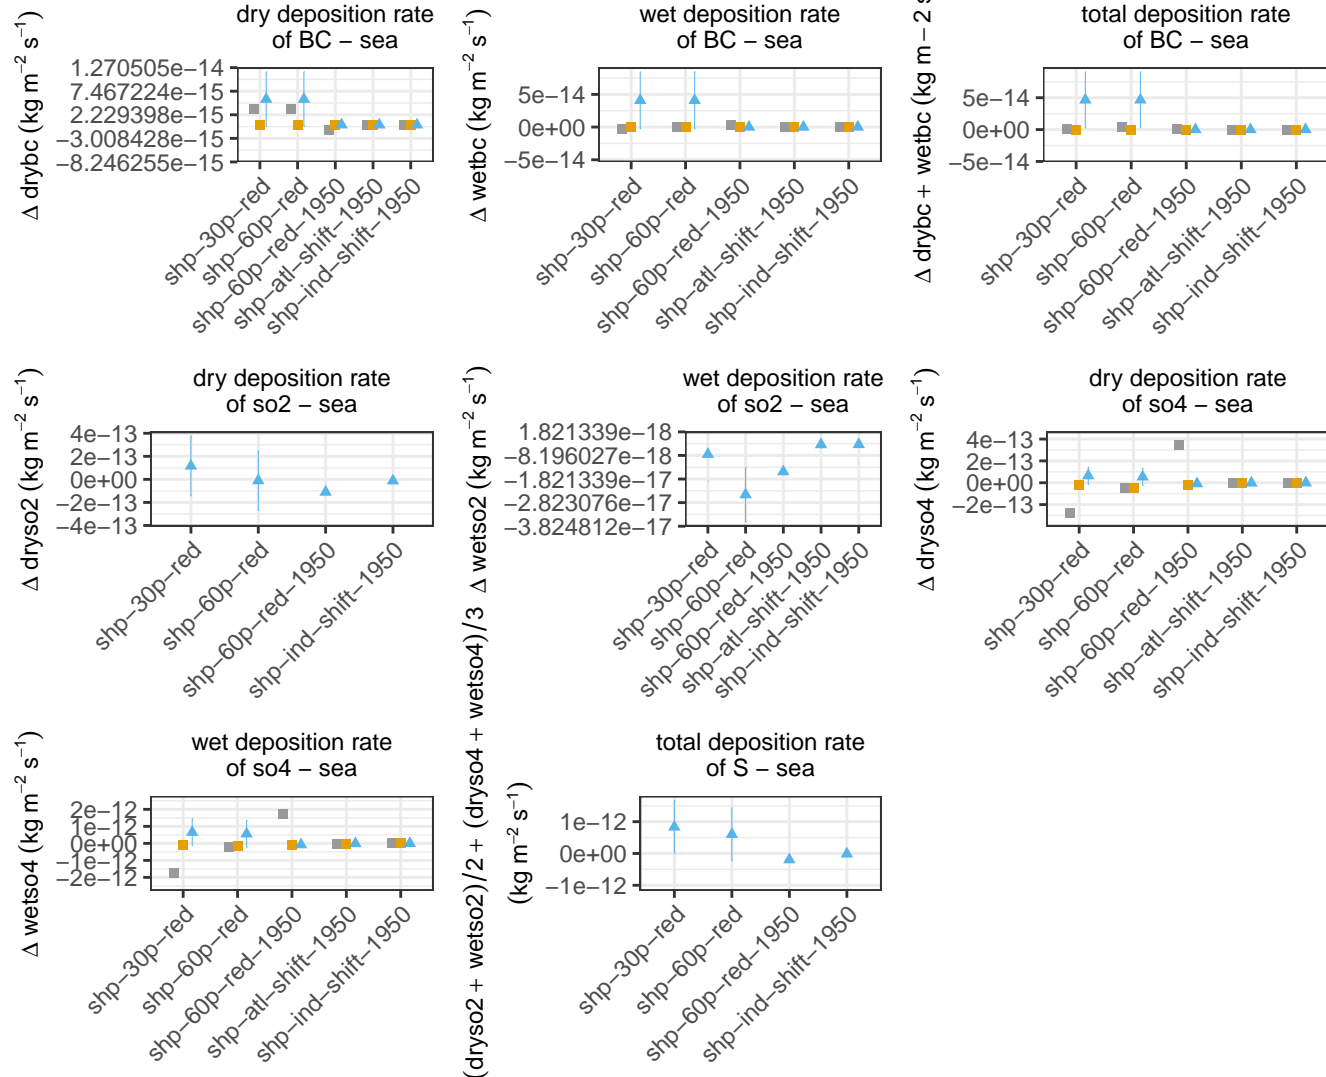 dry deposition rate
of BC − sea
Δ drybc (kg m−2 s−1)
1.270505e−14
7.467224e−15
2.229398e−15
−3.008428e−15
−8.246255e−15
shp−30p−red
shp−60p−red
shp−60p−red−1950
shp−atl−shift−1950
shp−ind−shift−1950
wet deposition rate
of BC − sea
Δ wetbc (kg m−2 s−1)
5e−14
0e+00
−5e−14
shp−30p−red
shp−60p−red
shp−60p−red−1950
shp−atl−shift−1950
shp−ind−shift−1950
total deposition rate
of BC − sea
Δ drybc + wetbc (kg m−2 s
5e−14
0e+00
−5e−14
shp−30p−red
shp−60p−red
shp−60p−red−1950
shp−atl−shift−1950
shp−ind−shift−1950
dry deposition rate
of so2 − sea
Δ dryso2 (kg m−2 s−1)
4e−13
2e−13
0e+00
−2e−13
−4e−13
shp−30p−red
shp−60p−red
shp−60p−red−1950
shp−ind−shift−1950
wet deposition rate
of so2 − sea
Δ wetso2 (kg m−2 s−1)
1.821339e−18
−8.196027e−18
−1.821339e−17
−2.823076e−17
−3.824812e−17
shp−30p−red
shp−60p−red
shp−60p−red−1950
shp−atl−shift−1950
shp−ind−shift−1950
dry deposition rate
of so4 − sea
Δ dryso4 (kg m−2 s−1)
4e−13
2e−13
0e+00
−2e−13
shp−30p−red
shp−60p−red
shp−60p−red−1950
shp−atl−shift−1950
shp−ind−shift−1950
wet deposition rate
of so4 − sea
Δ wetso4 (kg m−2 s−1)
2e−12
1e−12
0e+00
−1e−12
−2e−12
shp−30p−red
shp−60p−red
shp−60p−red−1950
shp−atl−shift−1950
shp−ind−shift−1950
total deposition rate
of S − sea
(dryso2 + wetso2)/2 + (dryso4 + wetso4)/3
(kg m−2 s−1)
1e−12
0e+00
−1e−12
shp−30p−red
shp−60p−red
shp−60p−red−1950
shp−ind−shift−1950